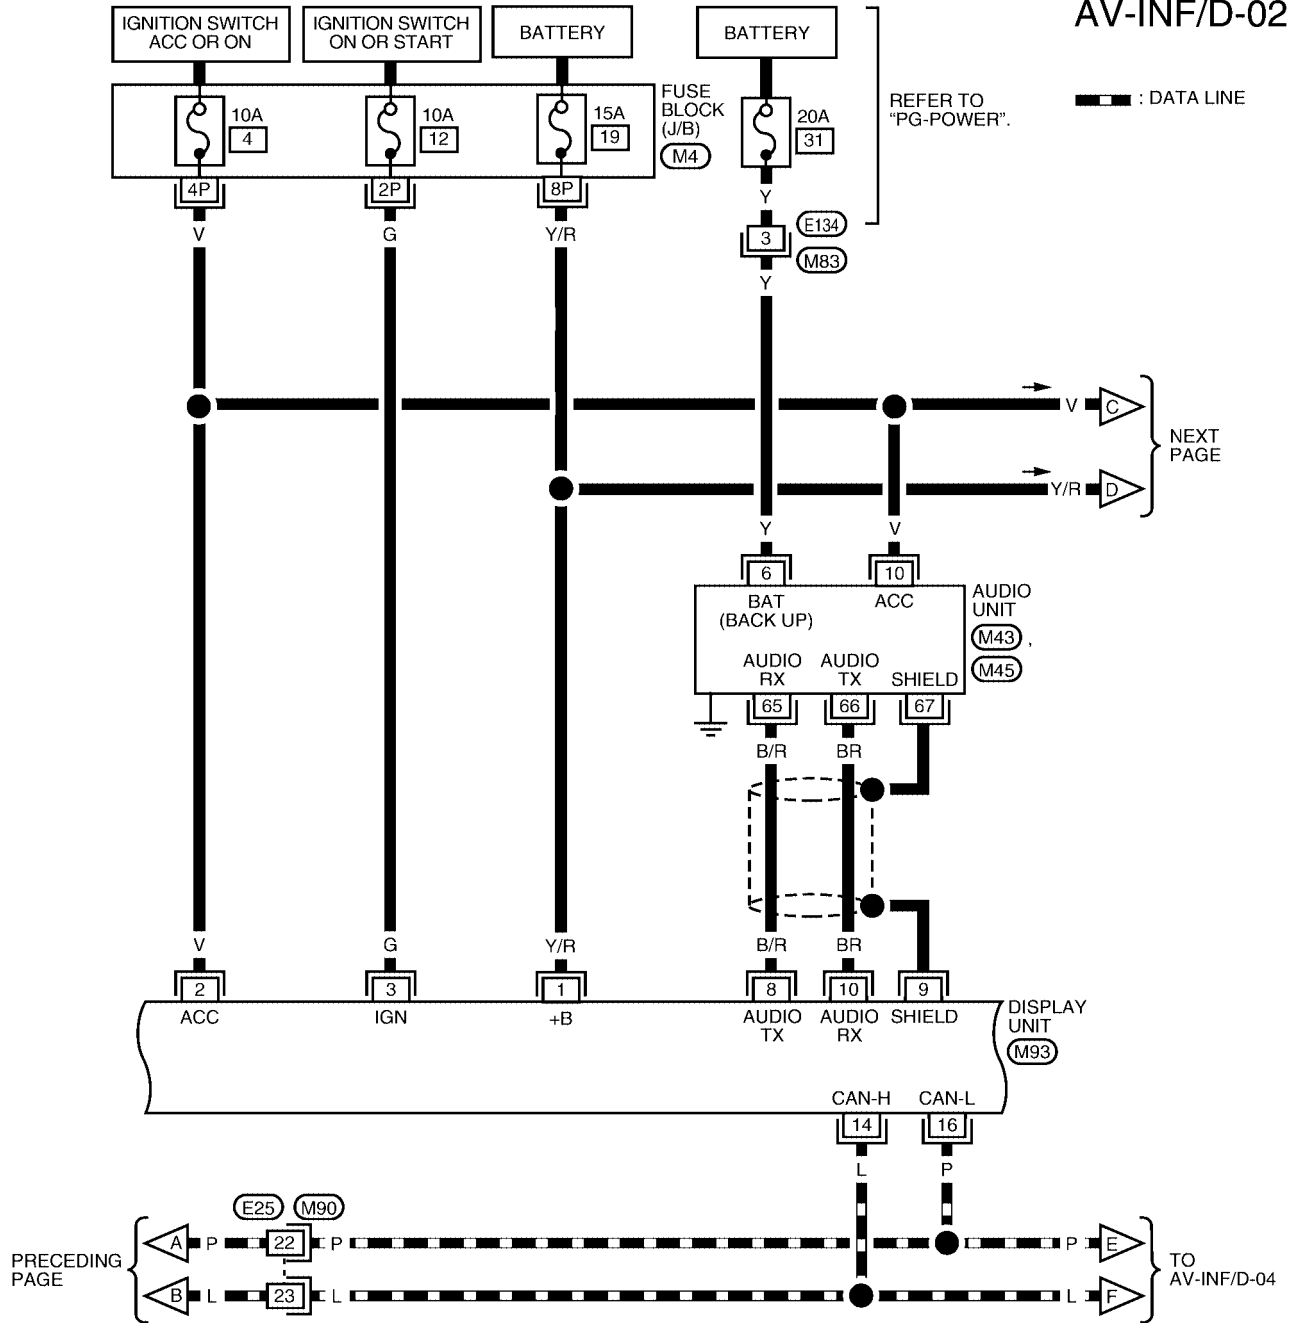 AV-INF/D-02
IGNITION SWITCH
ACC OR ON
IGNITION SWITCH
ON OR START
BATTERY
BATTERY
REFER TO
“PG-POWER”.
: DATA LINE
10A
4
10A
12
15A
19
FUSE
BLOCK
(J/B)
M4
20A
31
4P
2P
8P
Y
V
G
Y/R
3
E134
M83
Y
V
C
NEXT
PAGE
Y/R
D
Y
V
6
10
BAT
(BACK UP)
ACC
AUDIO
UNIT
M43 ,
M45
AUDIO
RX
AUDIO
TX
SHIELD
65
66
67
B/R
BR
V
G
Y/R
B/R
BR
2
3
1
8
10
9
ACC
IGN
+B
AUDIO
TX
AUDIO
RX
SHIELD
DISPLAY
UNIT
M93
CAN-H
CAN-L
14
16
L
P
E25
M90
PRECEDING
PAGE
A
P
22
P
P
E
B
L
23
L
L
F
TO
AV-INF/D-04